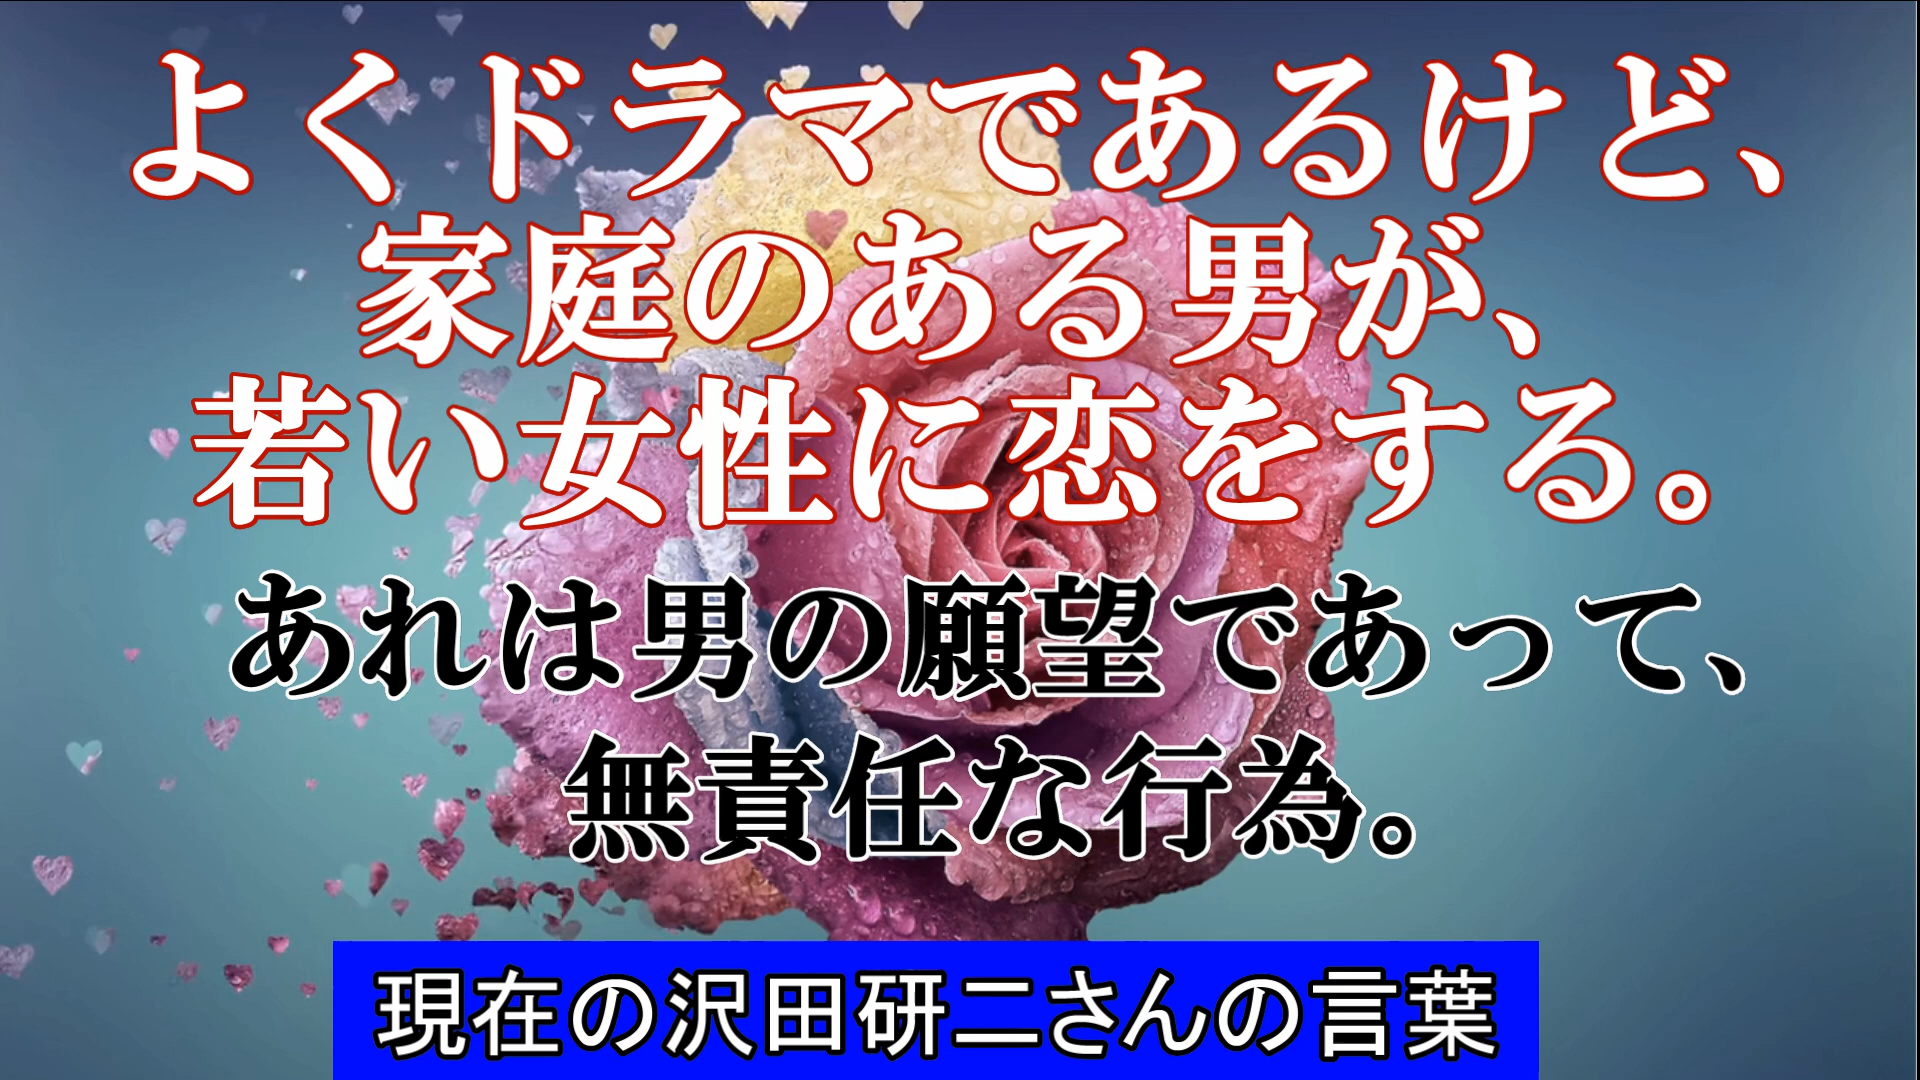 よくドラマであるけど、
家庭のある男が、
若い女性に恋をする。
あれは男の願望であって、
無責任な行為。
現在の沢田研二さんの言葉